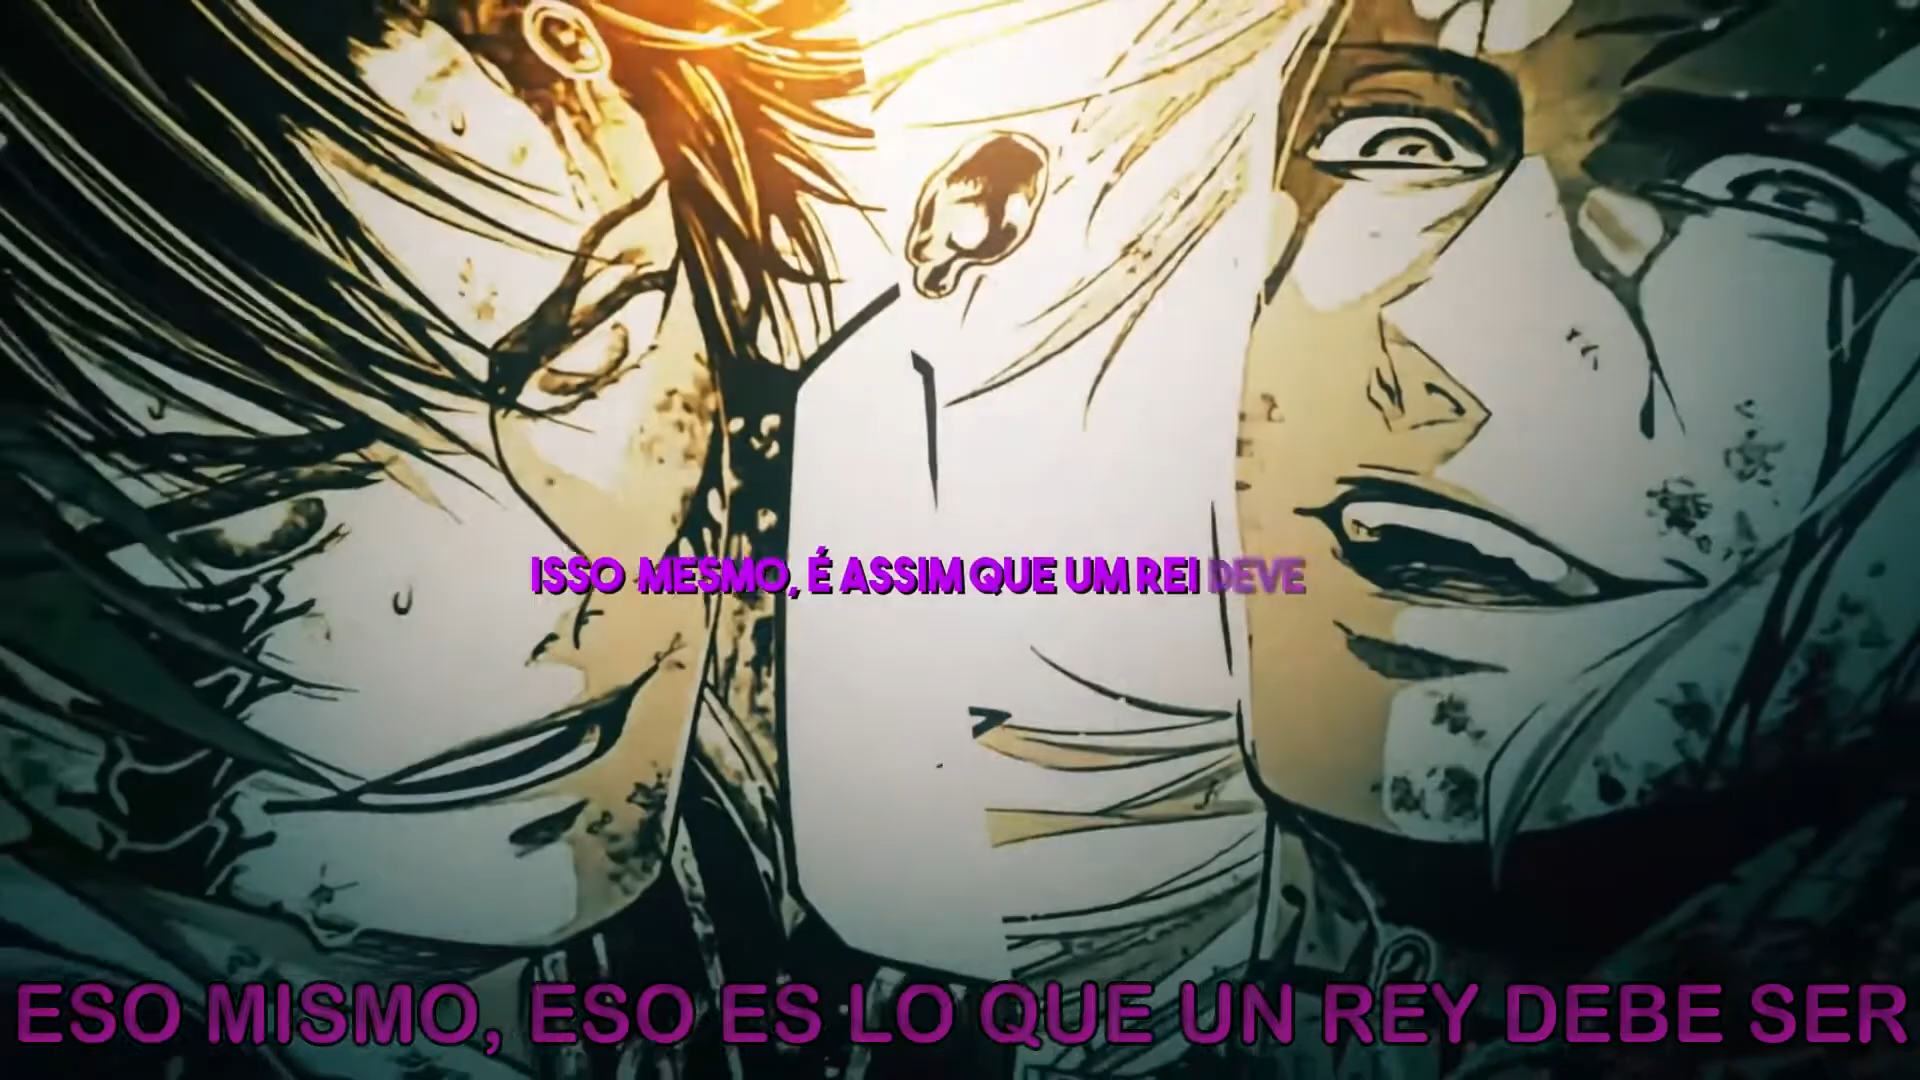 ISSO MESMO, É ASSIM QUE UM REI DEVE
ESO MISMO, ESO ES LO QUE UN REY DEBE SER